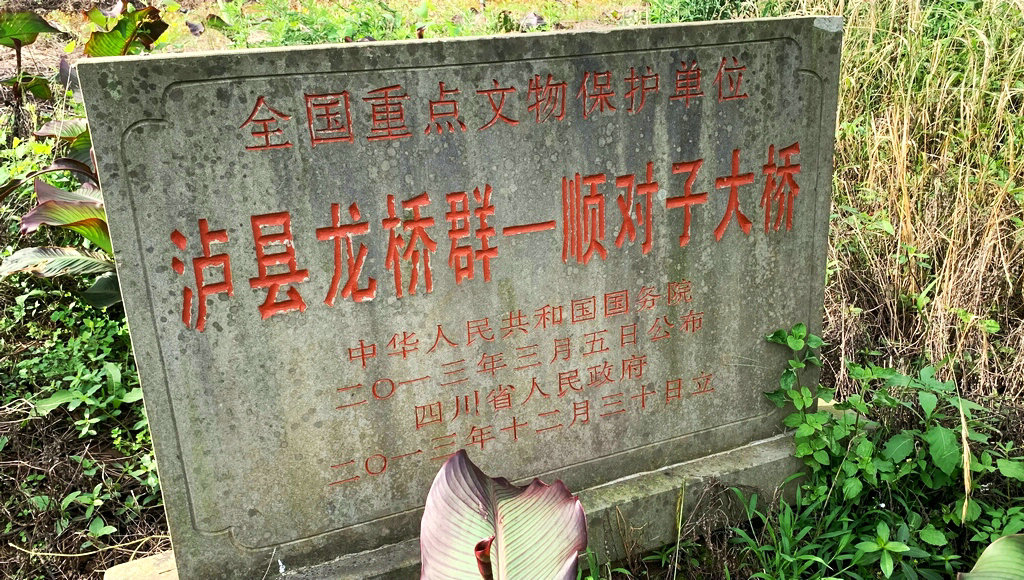 全国重点文物保护单位
泸县龙桥群一顺对子大桥
中华人民共和国国务院
二〇一三年三月五日公布
四川省人民政府
二〇一三年十二月三十日立